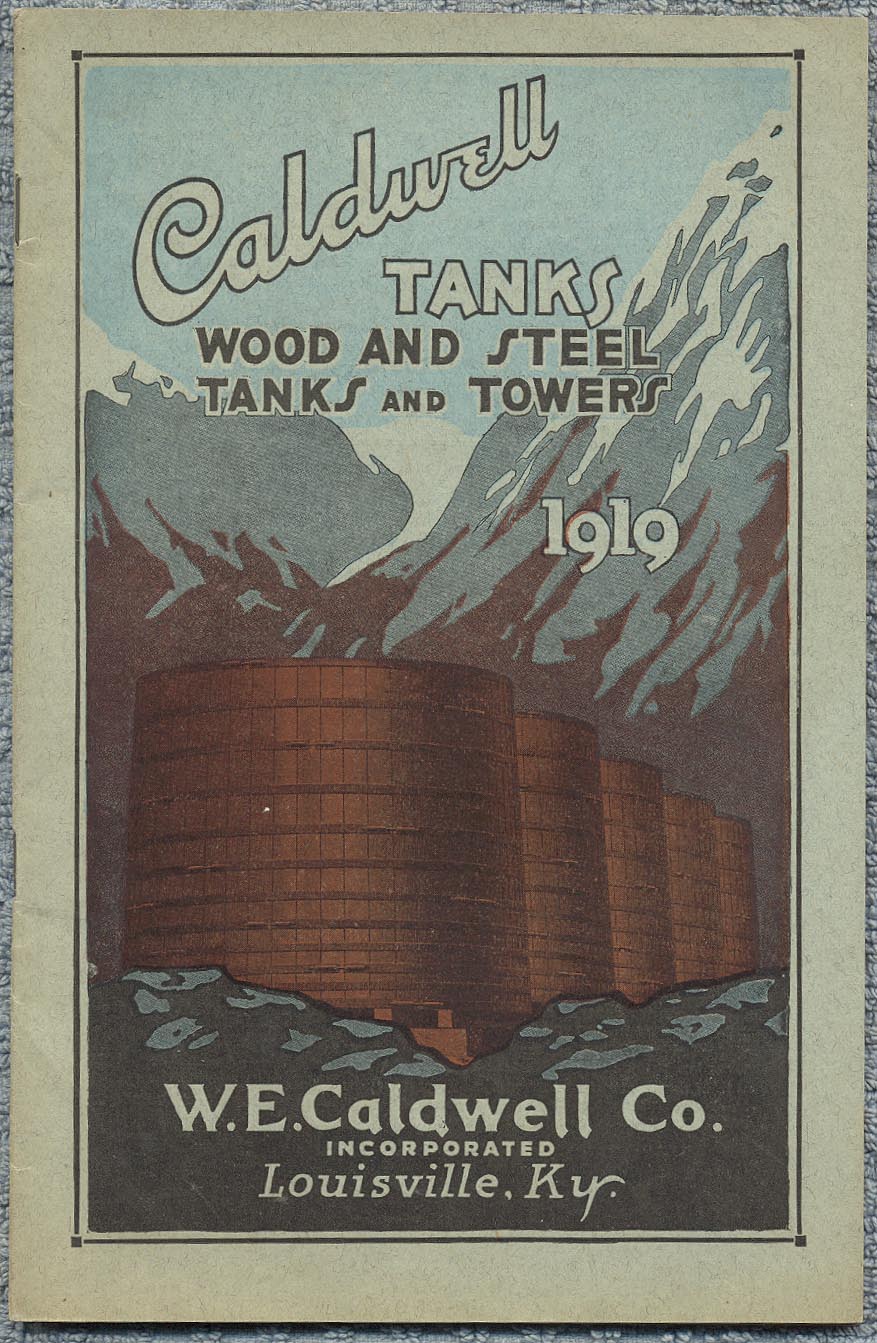 Caldwell
TANKS
WOOD AND STEEL
TANKS AND TOWERS
1919
W.E. Caldwell Co.
INCORPORATED
Louisville, Ky.